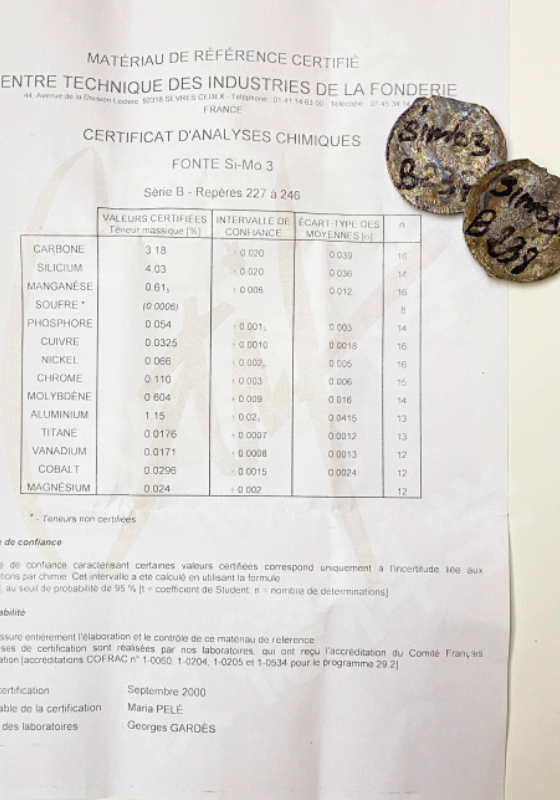 MATÉRIAU DE RÉFÉRENCE CERTIFIÉ
ENTRE TECHNIQUE DES INDUSTRIES DE LA FONDERIE
44, Avenue de la Division Leclerc, 92318 SEVRES CEDEX - Téléphone : 01 41 14 63 00 - Télécopie : 01 45 34 14
FRANCE
CERTIFICAT D'ANALYSES CHIMIQUES
FONTE Si-Mo 3
Série B - Repères 227 à 246
VALEURS CERTIFIÉES Teneur massique [%] INTERVALLE DE CONFIANCE ÉCART-TYPE DES MOYENNES n
CARBONE 3.18 0.020 0.039 16
SILICIUM 4.03 0.020 0.036 14
MANGANÈSE 0.61₅ 0.006 0.012 16
SOUFRE * (0.0006) 8
PHOSPHORE 0.054 0.001₅ 0.003 14
CUIVRE 0.0325 0.0010 0.0018 16
NICKEL 0.066 0.002₅ 0.005 16
CHROME 0.110 0.003 0.006 15
MOLYBDÈNE 0.604 0.009 0.016 14
ALUMINIUM 1.15 0.02₅ 0.0415 13
TITANE 0.0176 0.0007 0.0012 13
VANADIUM 0.0171 0.0008 0.0013 12
COBALT 0.0296 0.0015 0.0024 12
MAGNÉSIUM 0.024 0.002 12
* - Teneurs non certifiées
e de confiance
e de confiance caractérisant certaines valeurs certifiées correspond uniquement à l'incertitude liée aux
tions par chimie. Cet intervalle a été calculé en utilisant la formule
, au seuil de probabilité de 95 % [t = coefficient de Student n = nombre de déterminations]
abilité
ssure entièrement l'élaboration et le contrôle de ce matériau de référence
ses de certification sont réalisées par nos laboratoires, qui ont reçu l'accréditation du Comité Français
ation [accréditations COFRAC n° 1-0060, 1-0204, 1-0205 et 1-0534 pour le programme 29.2]
ertification : Septembre 2000
able de la certification : Maria PELÉ
des laboratoires : Georges GARDÈS
SiMo3
B
SiMo3
B 239